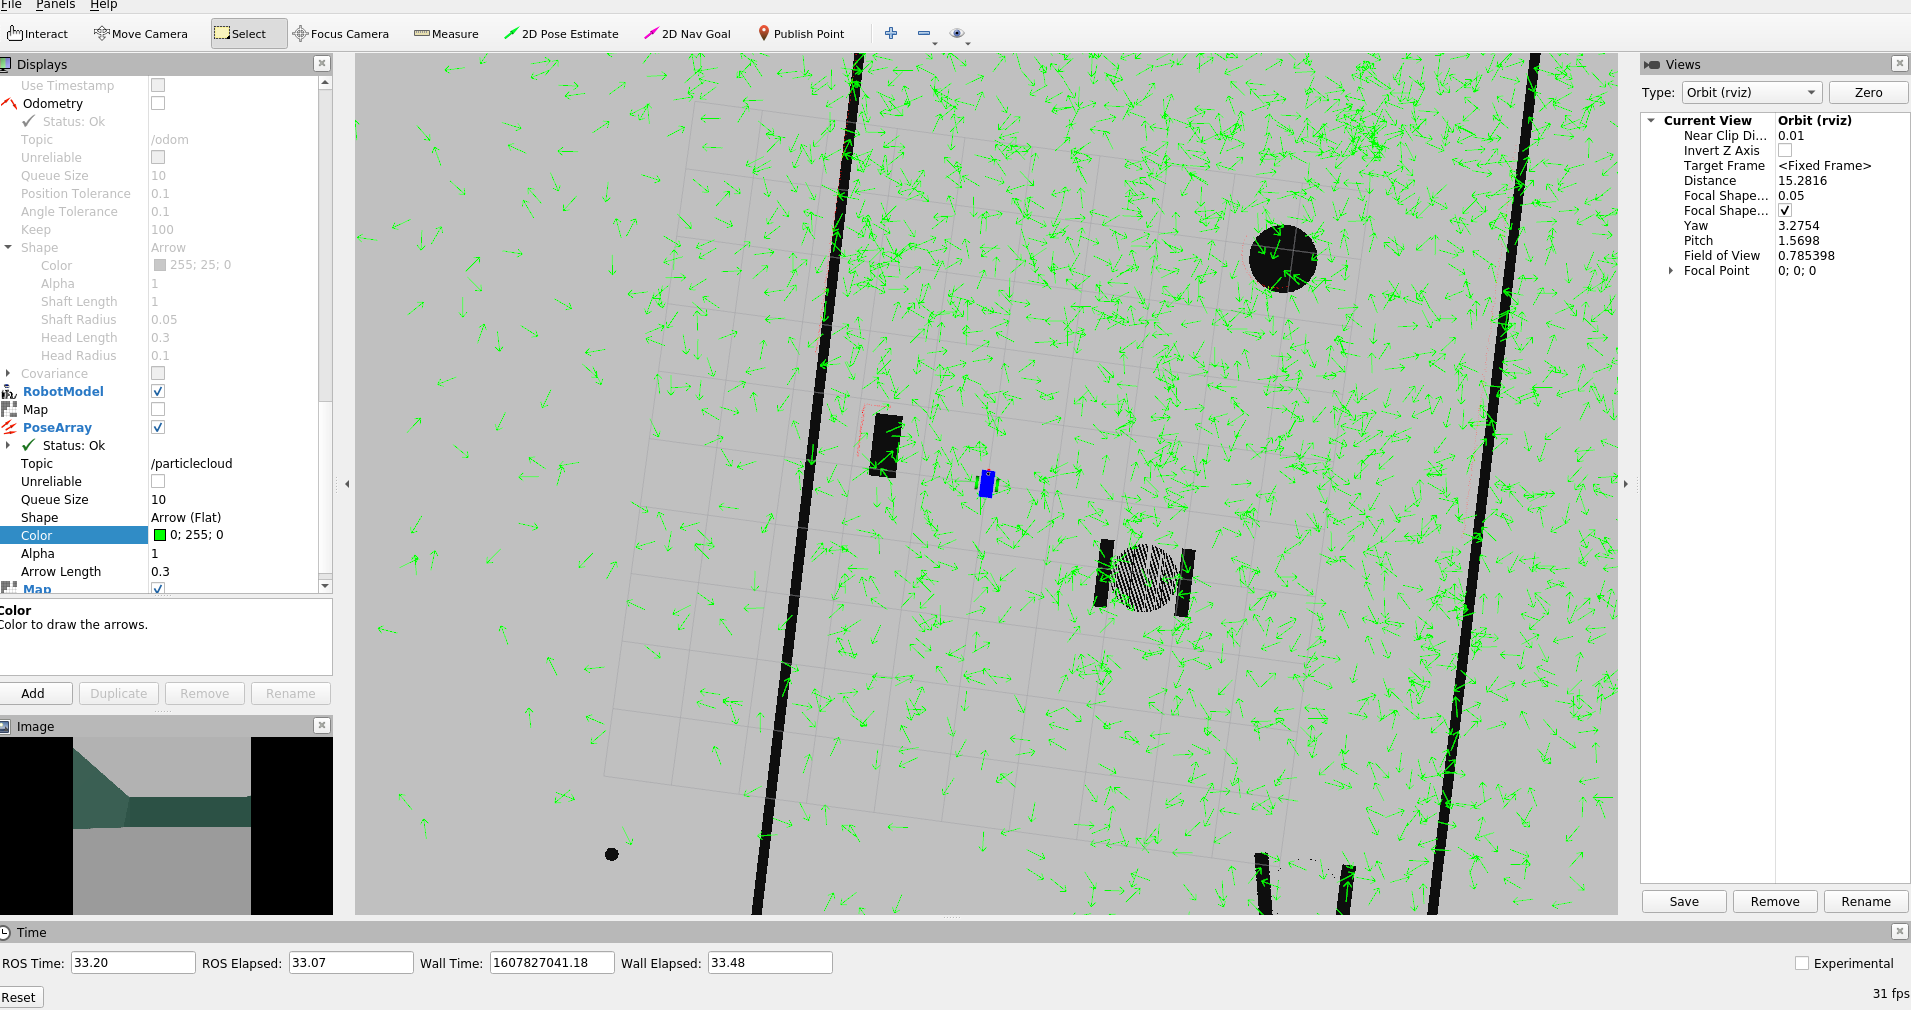 File Panels Help
Interact Move Camera Select Focus Camera Measure 2D Pose Estimate 2D Nav Goal Publish Point
Displays
Use Timestamp
Odometry
Status: Ok
Topic /odom
Unreliable
Queue Size 10
Position Tolerance 0.1
Angle Tolerance 0.1
Keep 100
Shape Arrow
Color 255; 25; 0
Alpha 1
Shaft Length 1
Shaft Radius 0.05
Head Length 0.3
Head Radius 0.1
Covariance
RobotModel
Map
PoseArray
Status: Ok
Topic /particlecloud
Unreliable
Queue Size 10
Shape Arrow (Flat)
Color 0; 255; 0
Alpha 1
Arrow Length 0.3
Map
Color
Color to draw the arrows.
Add Duplicate Remove Rename
Image
Views
Type: Orbit (rviz) Zero
Current View Orbit (rviz)
Near Clip Di... 0.01
Invert Z Axis
Target Frame <Fixed Frame>
Distance 15.2816
Focal Shape... 0.05
Focal Shape...
Yaw 3.2754
Pitch 1.5698
Field of View 0.785398
Focal Point 0; 0; 0
Save Remove Rename
Time
ROS Time: 33.20 ROS Elapsed: 33.07 Wall Time: 1607827041.18 Wall Elapsed: 33.48 Experimental
Reset 31 fps